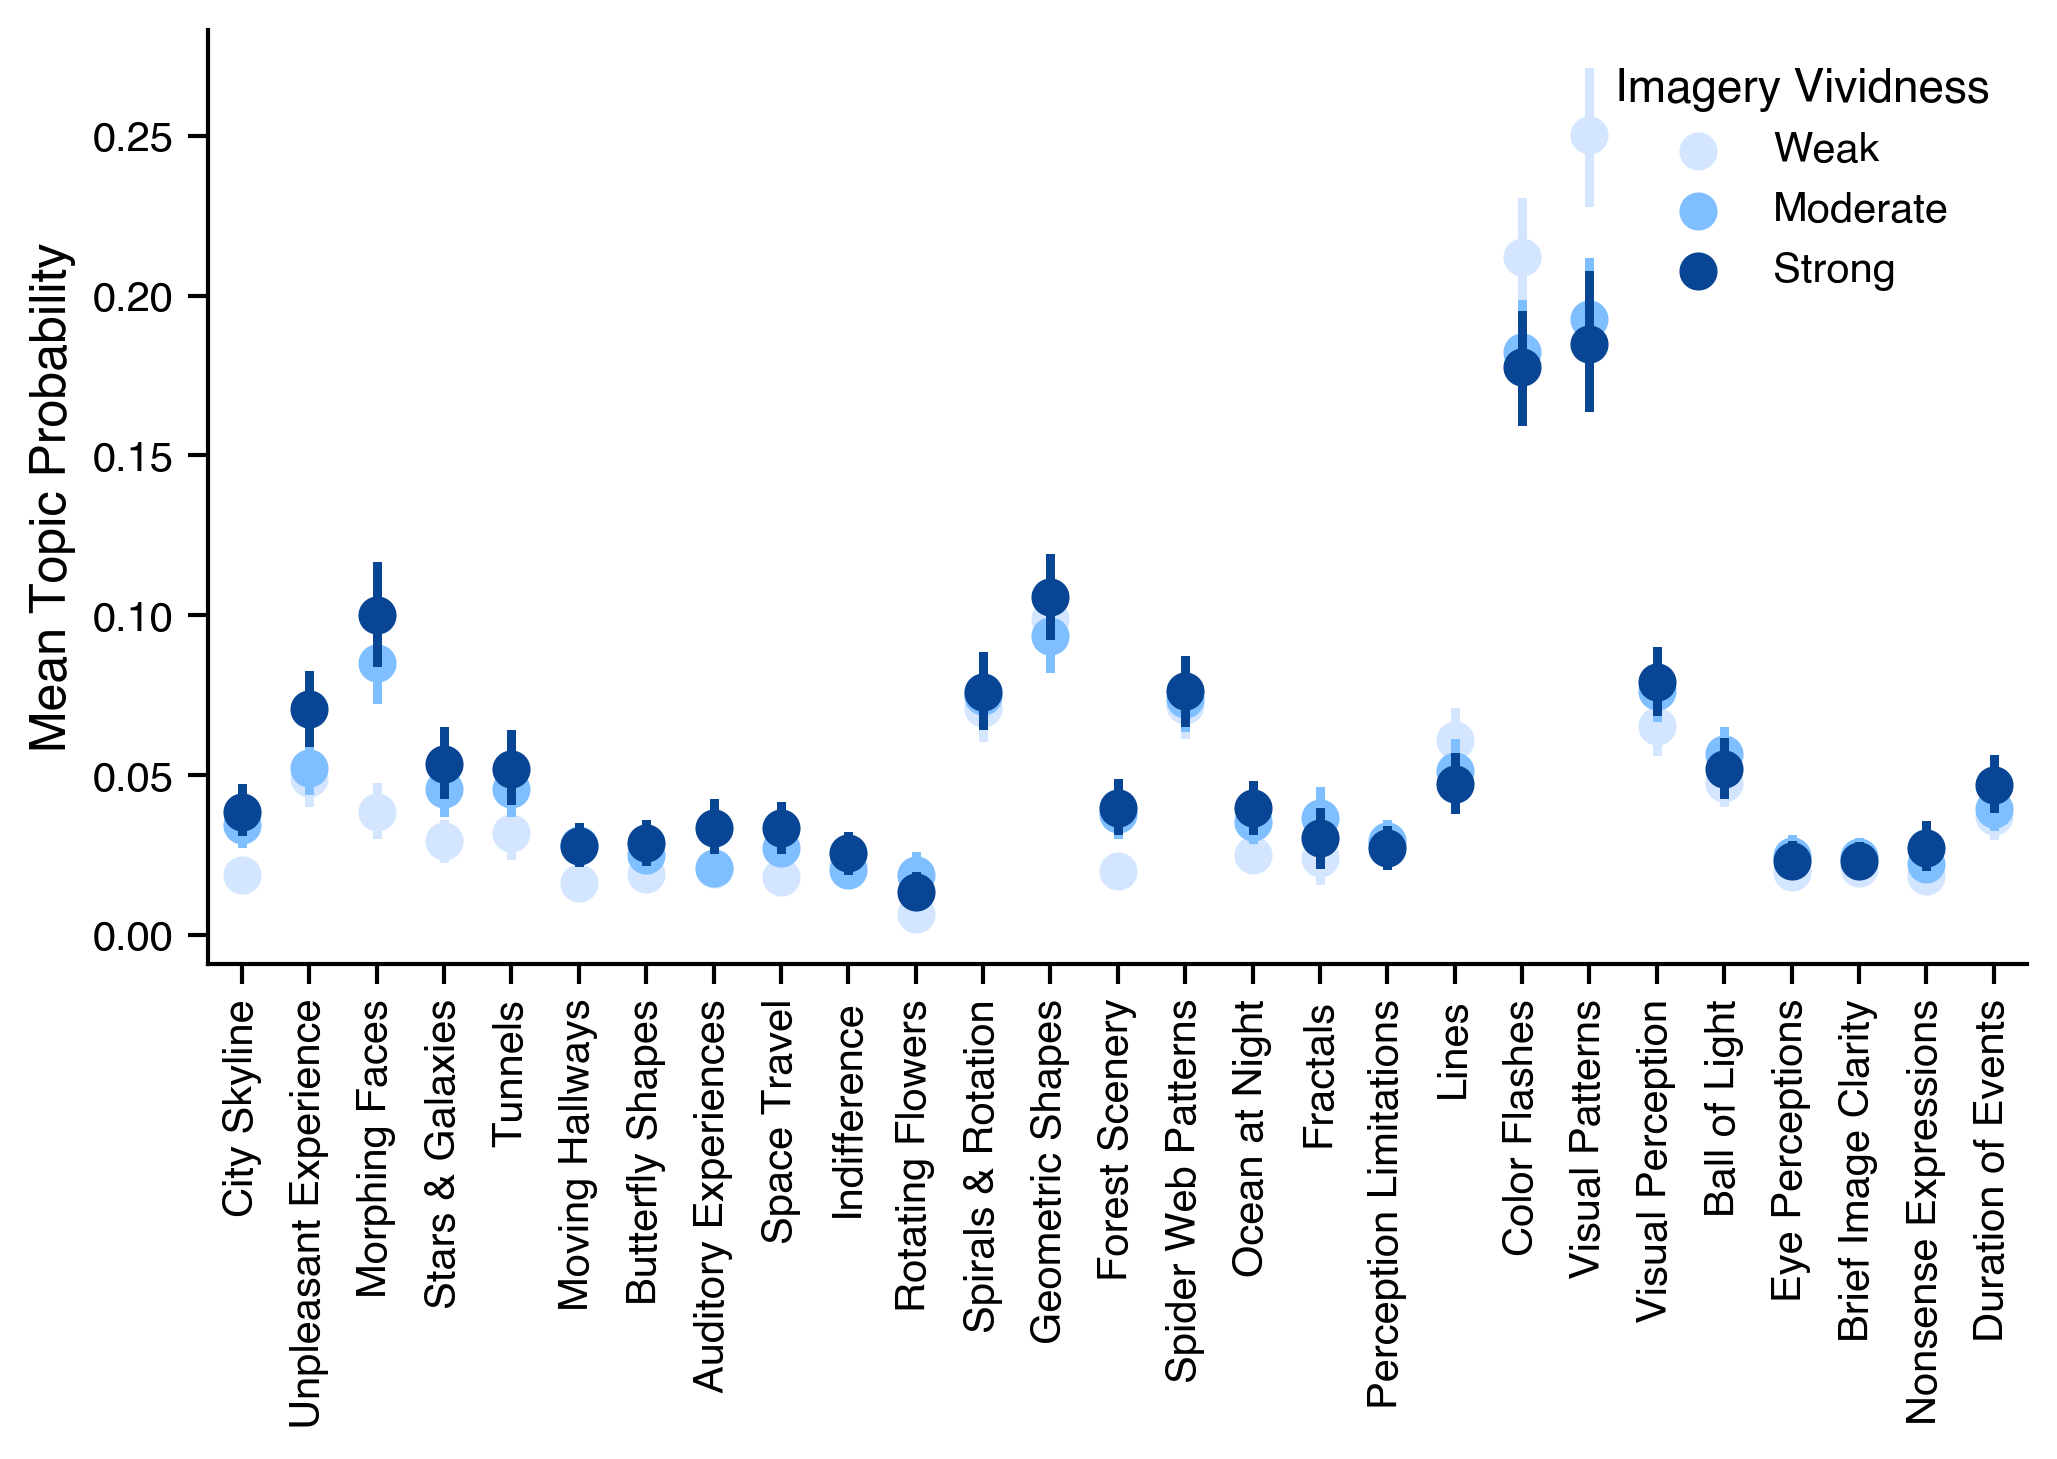 Mean Topic Probability
0.25
0.20
0.15
0.10
0.05
0.00
Imagery Vividness
Weak
Moderate
Strong
City Skyline
Unpleasant Experience
Morphing Faces
Stars & Galaxies
Tunnels
Moving Hallways
Butterfly Shapes
Auditory Experiences
Space Travel
Indifference
Rotating Flowers
Spirals & Rotation
Geometric Shapes
Forest Scenery
Spider Web Patterns
Ocean at Night
Fractals
Perception Limitations
Lines
Color Flashes
Visual Patterns
Visual Perception
Ball of Light
Eye Perceptions
Brief Image Clarity
Nonsense Expressions
Duration of Events